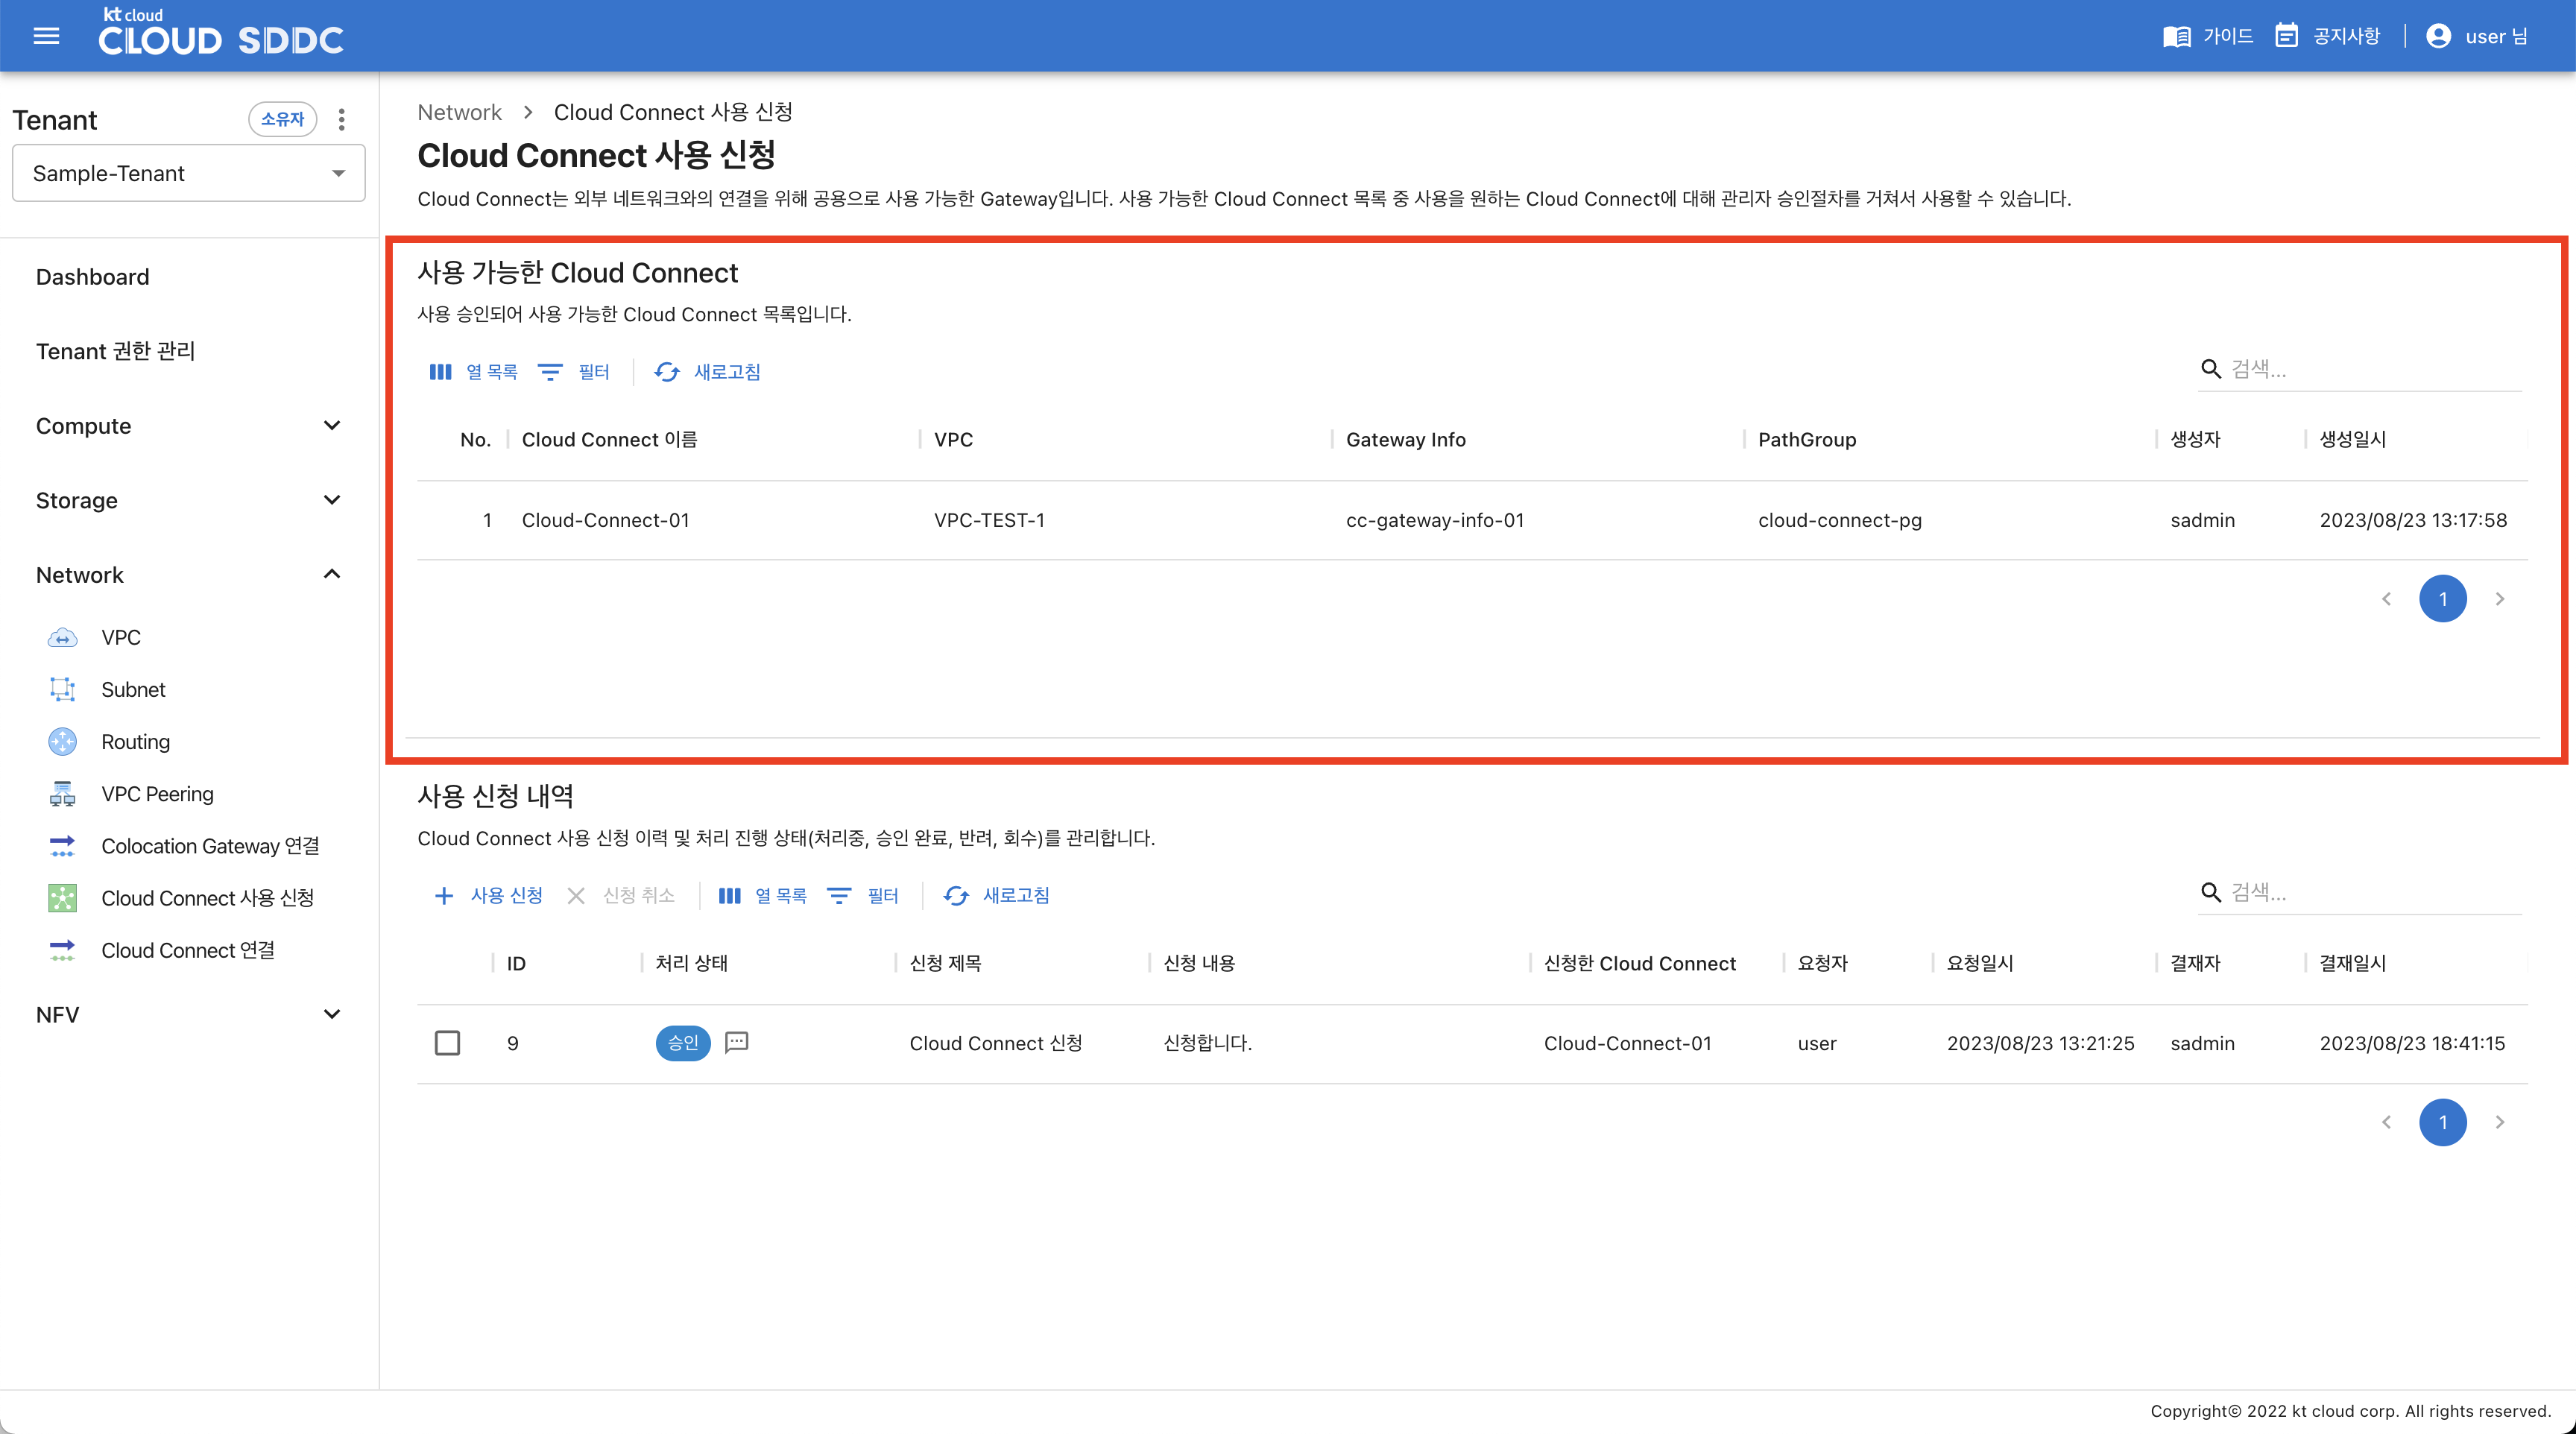 kt cloud
CLOUD SDDC
가이드
공지사항
user 님
Tenant
소유자
Sample-Tenant
Dashboard
Tenant 권한 관리
Compute
Storage
Network
VPC
Subnet
Routing
VPC Peering
Colocation Gateway 연결
Cloud Connect 사용 신청
Cloud Connect 연결
NFV
Network > Cloud Connect 사용 신청
Cloud Connect 사용 신청
Cloud Connect는 외부 네트워크와의 연결을 위해 공용으로 사용 가능한 Gateway입니다. 사용 가능한 Cloud Connect 목록 중 사용을 원하는 Cloud Connect에 대해 관리자 승인절차를 거쳐서 사용할 수 있습니다.
사용 가능한 Cloud Connect
사용 승인되어 사용 가능한 Cloud Connect 목록입니다.
열 목록 필터 새로고침 검색...
No. Cloud Connect 이름 VPC Gateway Info PathGroup 생성자 생성일시
1 Cloud-Connect-01 VPC-TEST-1 cc-gateway-info-01 cloud-connect-pg sadmin 2023/08/23 13:17:58
1
사용 신청 내역
Cloud Connect 사용 신청 이력 및 처리 진행 상태(처리중, 승인 완료, 반려, 회수)를 관리합니다.
사용 신청 신청 취소 열 목록 필터 새로고침 검색...
ID 처리 상태 신청 제목 신청 내용 신청한 Cloud Connect 요청자 요청일시 결재자 결재일시
9 승인 Cloud Connect 신청 신청합니다. Cloud-Connect-01 user 2023/08/23 13:21:25 sadmin 2023/08/23 18:41:15
1
Copyright© 2022 kt cloud corp. All rights reserved.